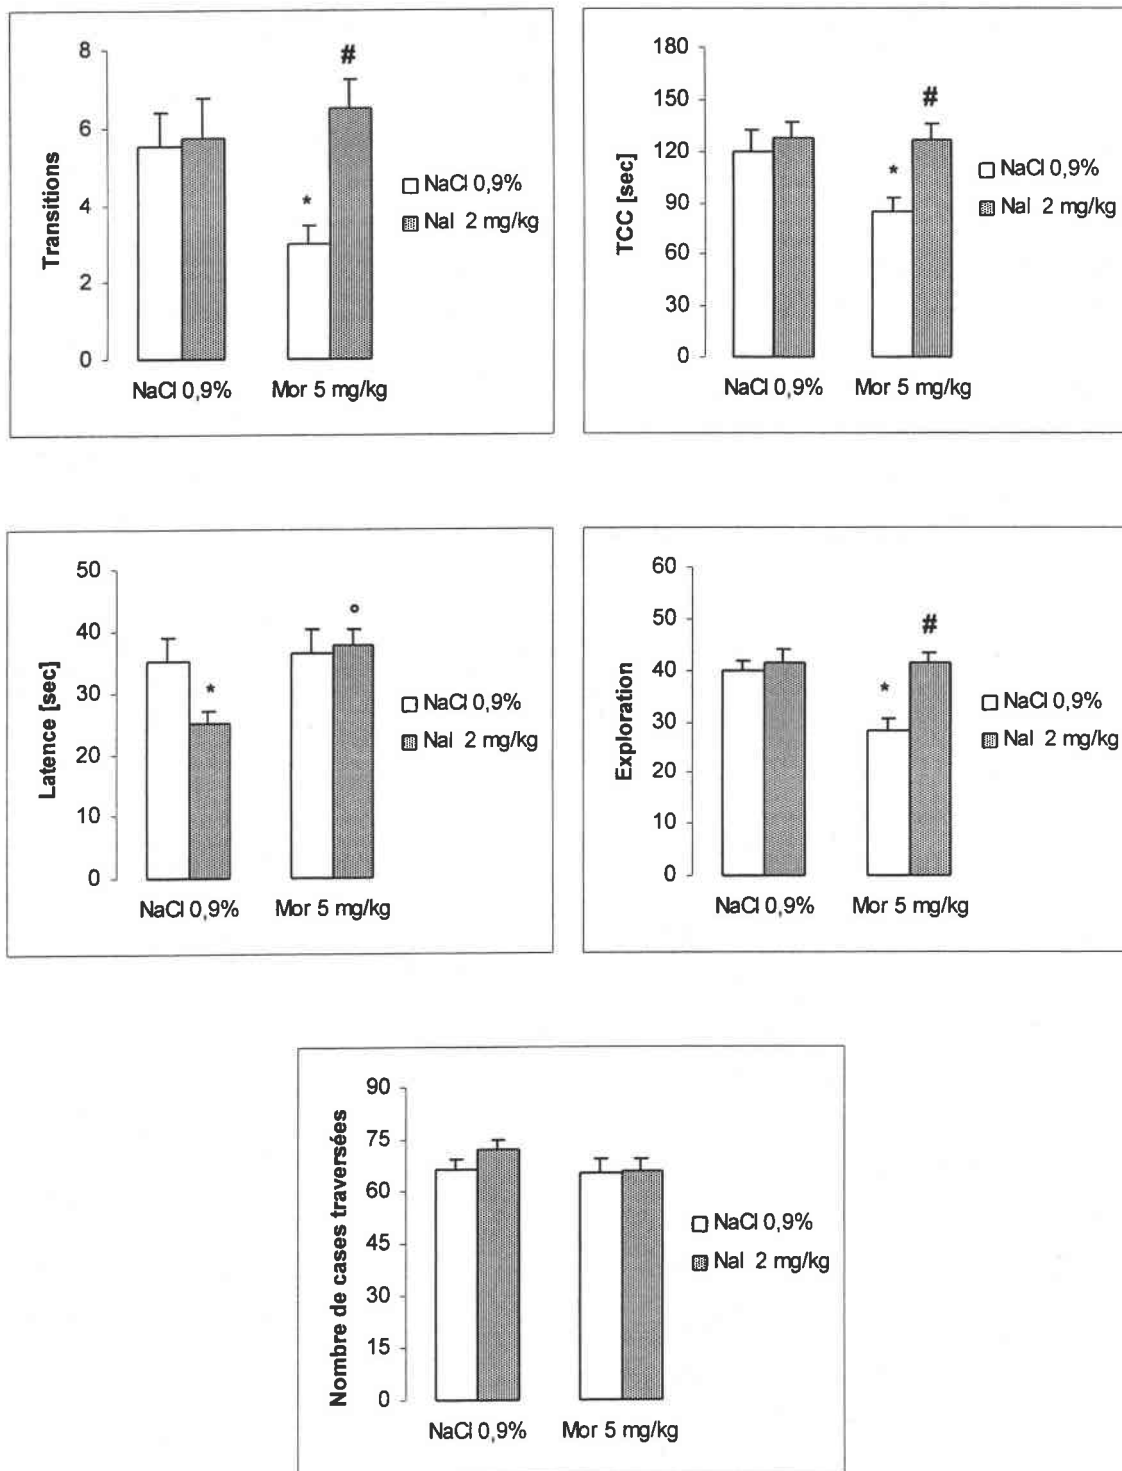 Transitions
8
6
4
2
0
#
*
NaCl 0,9%
Mor 5 mg/kg
NaCl 0,9%
Nal 2 mg/kg
TCC [sec]
180
150
120
90
60
30
0
#
*
NaCl 0,9%
Mor 5 mg/kg
NaCl 0,9%
Nal 2 mg/kg
Latence [sec]
50
40
30
20
10
0
*
°
NaCl 0,9%
Mor 5 mg/kg
NaCl 0,9%
Nal 2 mg/kg
Exploration
60
50
40
30
20
10
0
#
*
NaCl 0,9%
Mor 5 mg/kg
NaCl 0,9%
Nal 2 mg/kg
Nombre de cases traversées
90
75
60
45
30
15
0
NaCl 0,9%
Mor 5 mg/kg
NaCl 0,9%
Nal 2 mg/kg